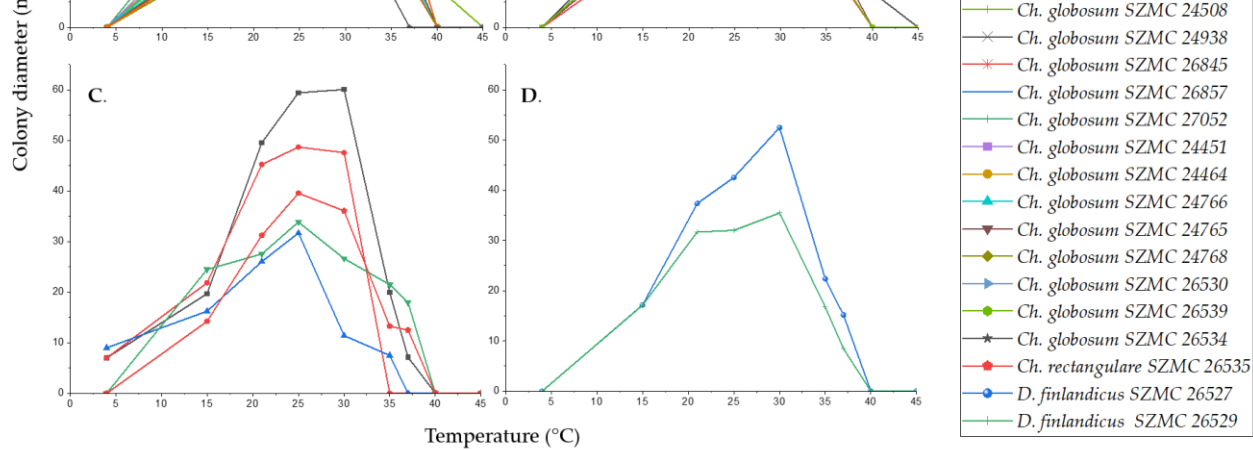 Colony diameter (m
0 5 10 15 20 25 30 35 40 45
0
0 5 10 15 20 25 30 35 40 45
0
C.
60
50
40
30
20
10
0
0 5 10 15 20 25 30 35 40 45
D.
60
50
40
30
20
10
0
0 5 10 15 20 25 30 35 40 45
Temperature (°C)
Ch. globosum SZMC 24508
Ch. globosum SZMC 24938
Ch. globosum SZMC 26845
Ch. globosum SZMC 26857
Ch. globosum SZMC 27052
Ch. globosum SZMC 24451
Ch. globosum SZMC 24464
Ch. globosum SZMC 24766
Ch. globosum SZMC 24765
Ch. globosum SZMC 24768
Ch. globosum SZMC 26530
Ch. globosum SZMC 26539
Ch. globosum SZMC 26534
Ch. rectangulare SZMC 26535
D. finlandicus SZMC 26527
D. finlandicus SZMC 26529